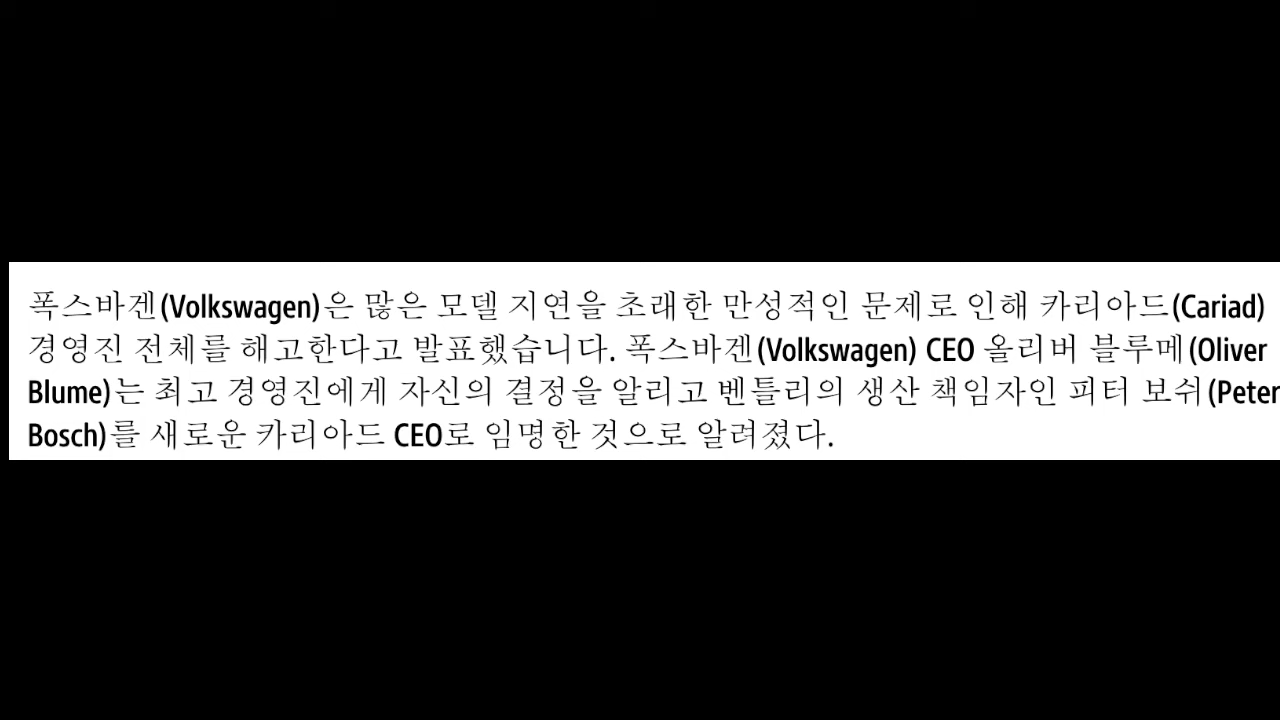 폭스바겐(Volkswagen)은 많은 모델 지연을 초래한 만성적인 문제로 인해 카리아드(Cariad)
경영진 전체를 해고한다고 발표했습니다. 폭스바겐(Volkswagen) CEO 올리버 블루메(Oliver
Blume)는 최고 경영진에게 자신의 결정을 알리고 벤틀리의 생산 책임자인 피터 보쉬(Peter
Bosch)를 새로운 카리아드 CEO로 임명한 것으로 알려졌다.